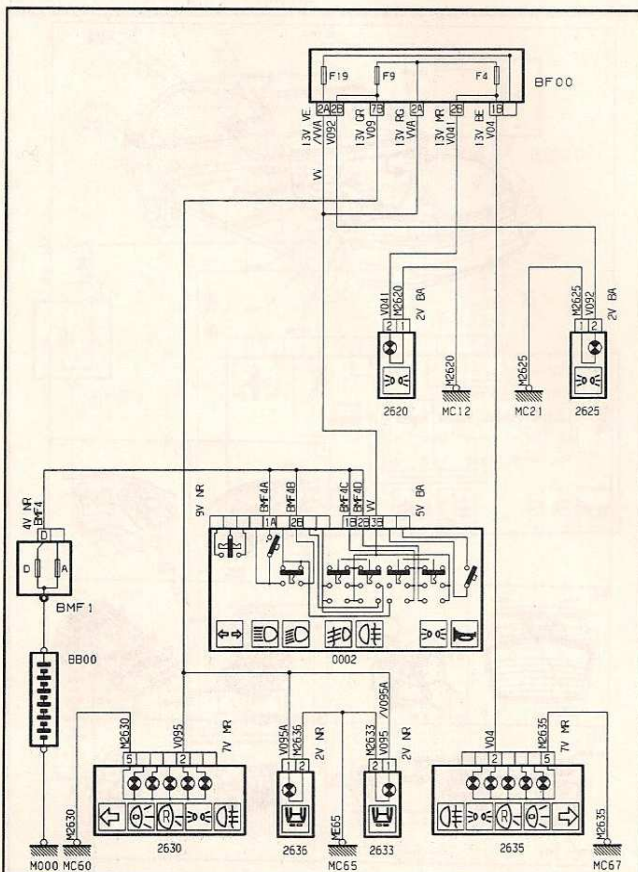 F19 F9 F4
BF00
2A 2B 7B 2A 2B 1B
13V VE
/VVA
V092
13V GR
V09
13V RG
VVA
13V MR
V041
13V BE
V04
VV
V041
M2620
2V BA
2 1
M2625
V092
2V BA
1 2
M2620
M2625
2620
MC12
MC21
2625
4V NR
BMF4
D
D A
BMF1
9V NR
BMF4A
BMF4B
BMF4C
BMF4D
VV
5V BA
1A 2B 1B 2B 3B
0002
BB00
M2630
V095
7V MR
5 2
V095A
M2636
2V NR
1 2
M2633
V095
/V095A
2V NR
2 1
V04
M2635
7V MR
2 5
R
R
M2630
ME65
M2635
M000
MC60
2630
2636
MC65
2633
2635
MC67